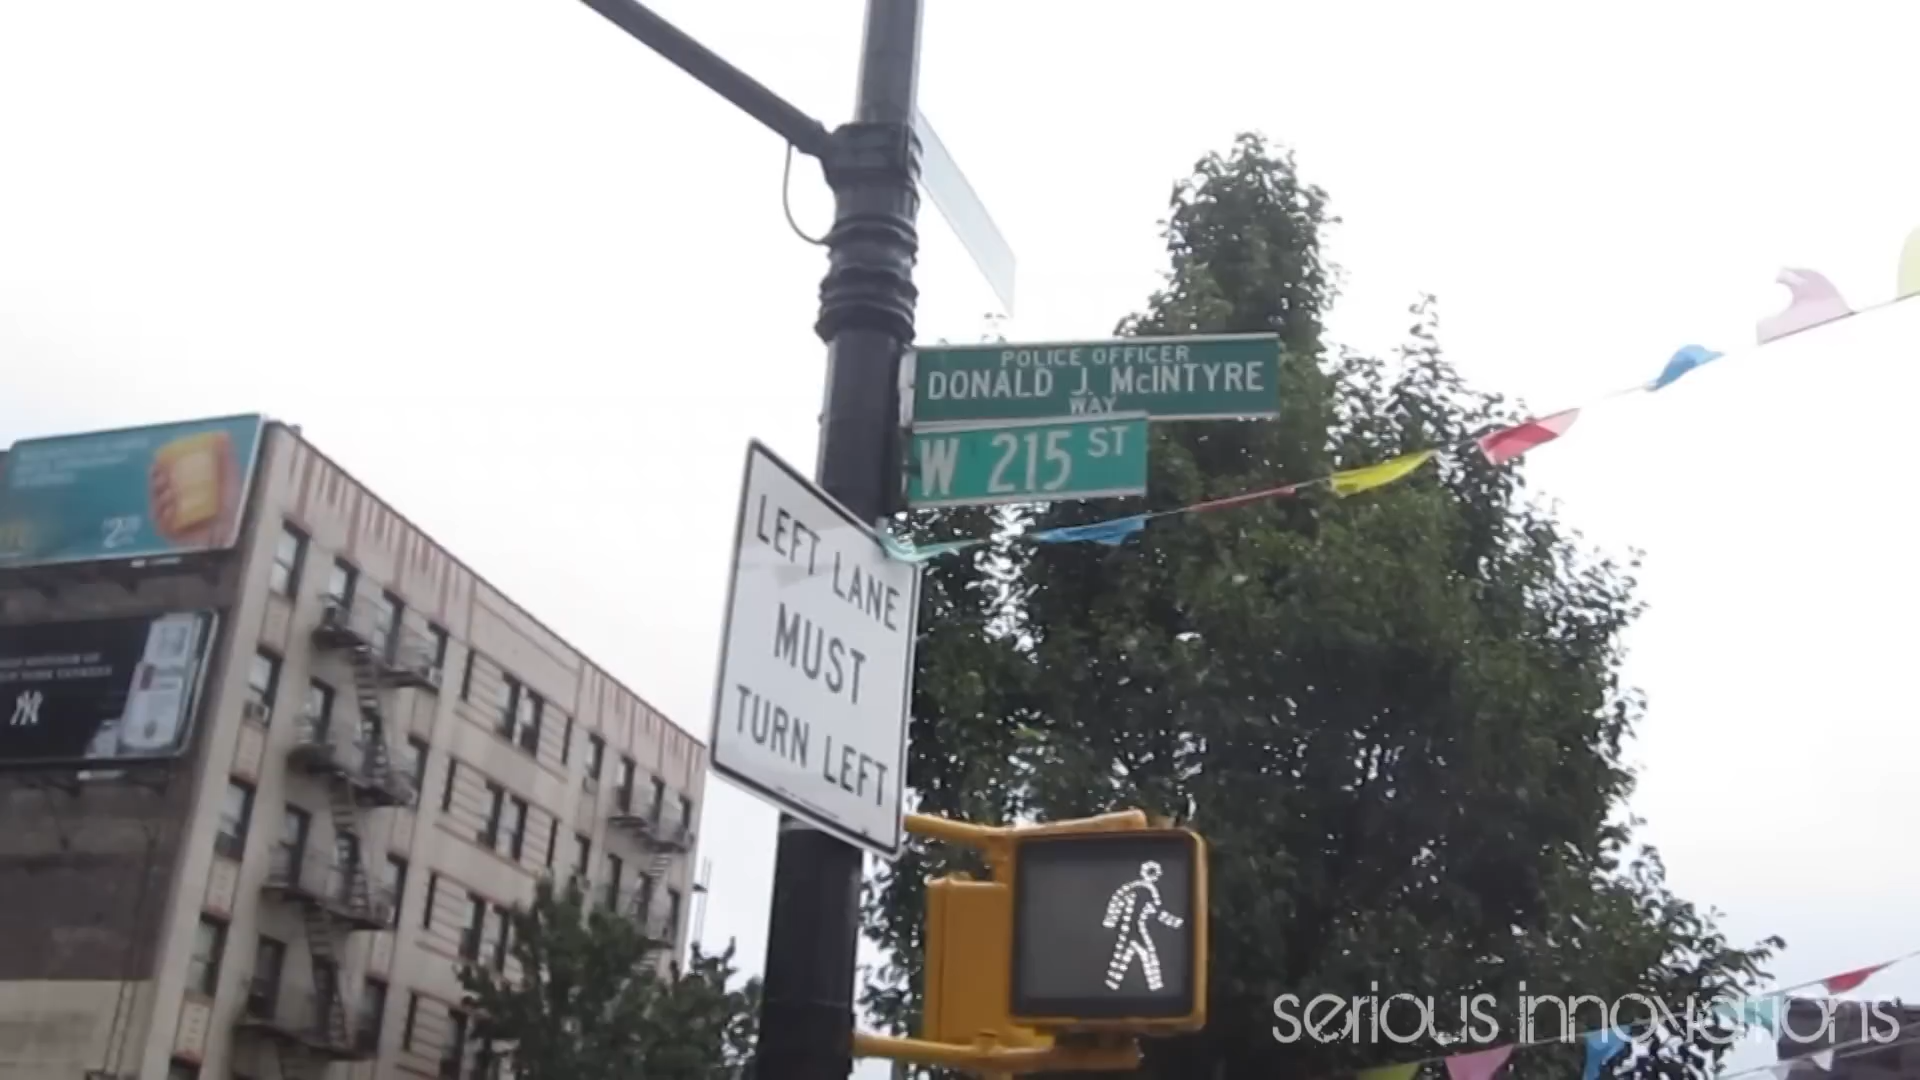 POLICE OFFICER
DONALD J. McINTYRE
WAY
W 215 ST
LEFT LANE
MUST
TURN LEFT
serious innovations